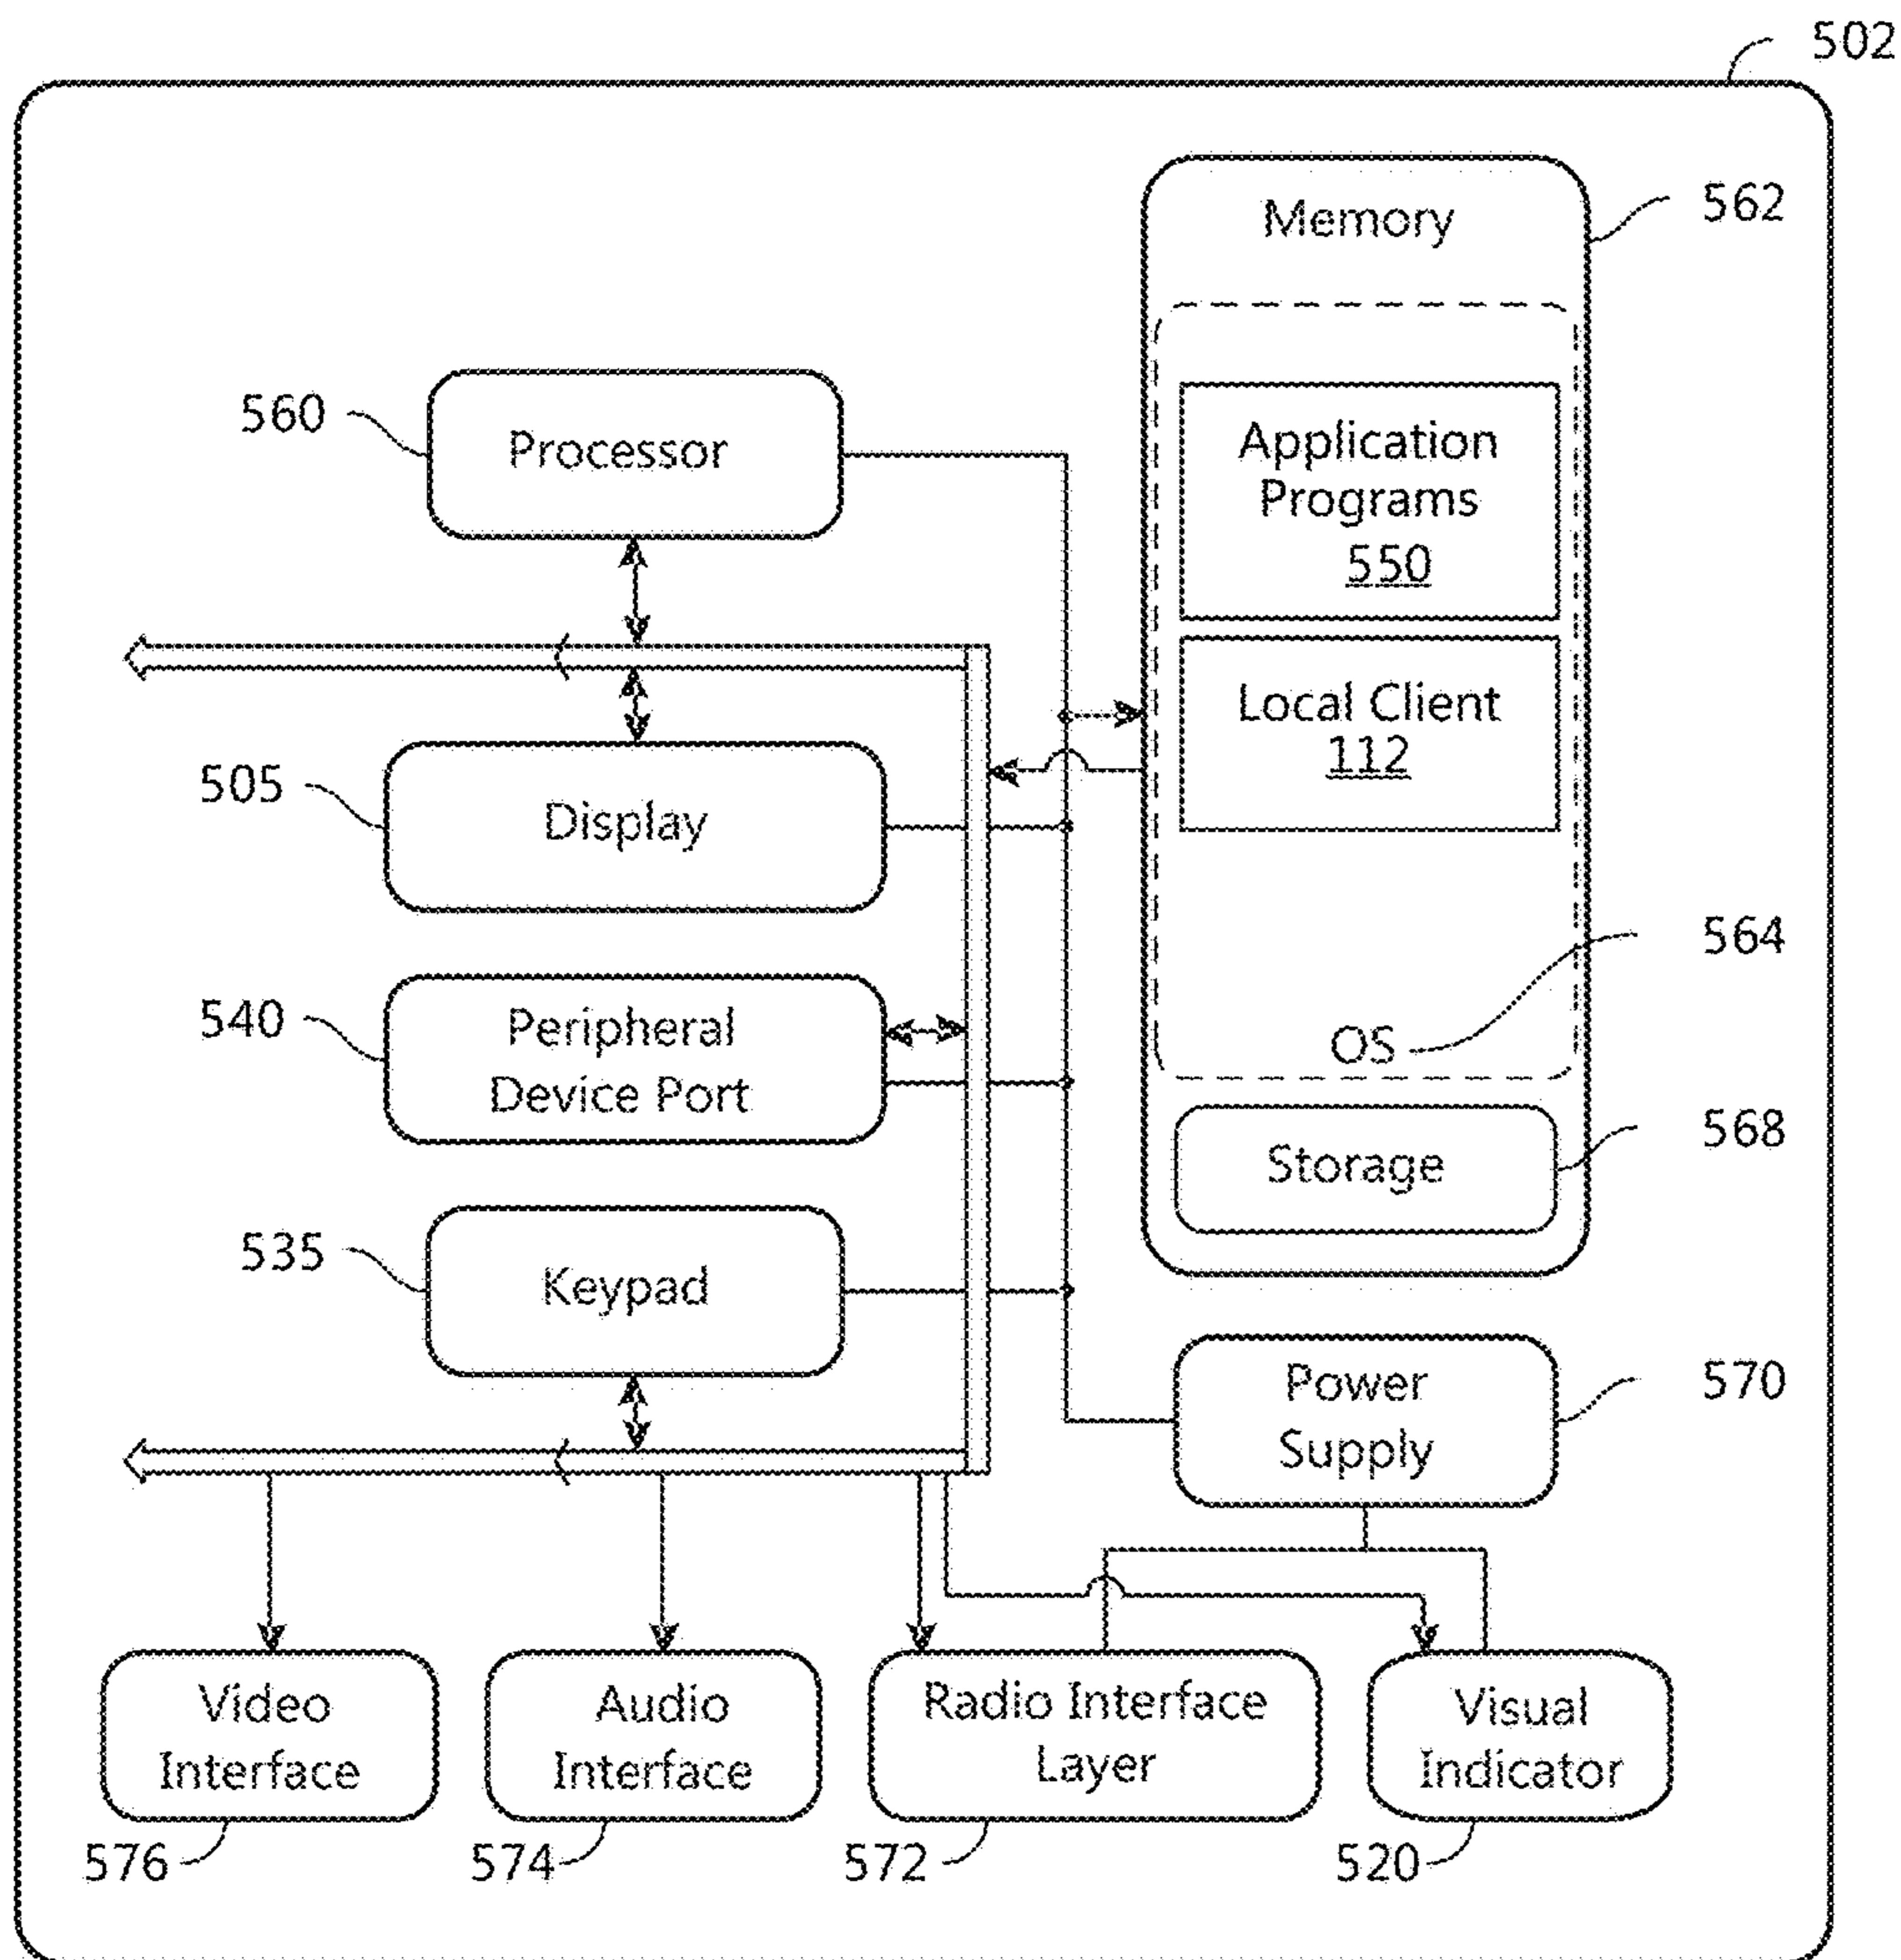 502
Memory
562
Application
Programs
550
560
Processor
Local Client
112
505
Display
564
OS
540
Peripheral
Device Port
568
Storage
535
Keypad
Power
Supply
570
Video
Interface
576
Audio
Interface
574
Radio Interface
Layer
572
Visual
Indicator
520